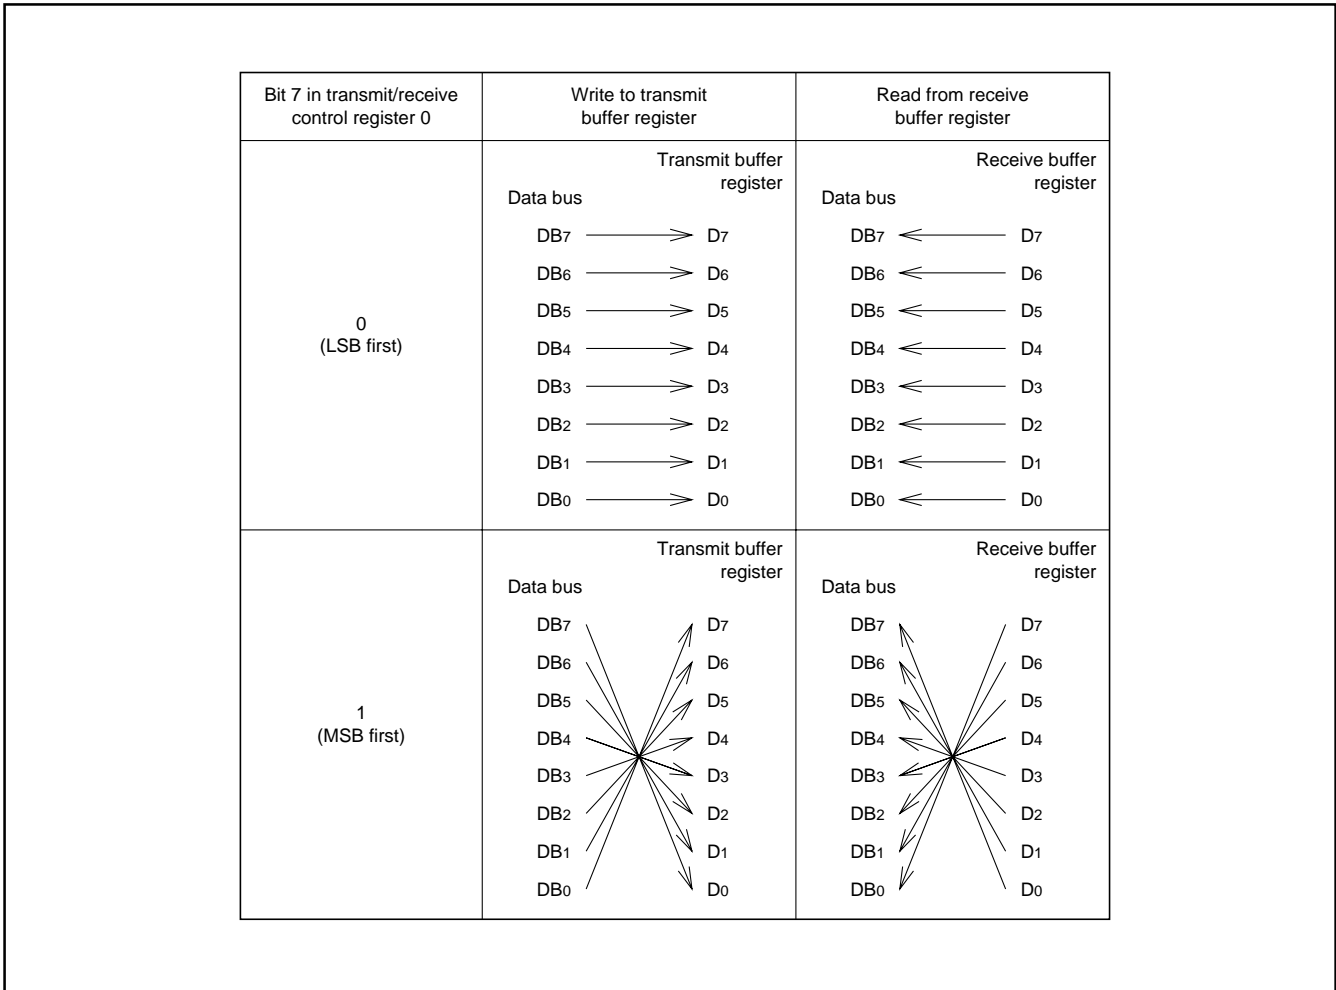 Bit 7 in transmit/receive
control register 0
Write to transmit
buffer register
Read from receive
buffer register
0
(LSB first)
Transmit buffer
register
Data bus
DB7 D7
DB6 D6
DB5 D5
DB4 D4
DB3 D3
DB2 D2
DB1 D1
DB0 D0
Receive buffer
register
Data bus
DB7 D7
DB6 D6
DB5 D5
DB4 D4
DB3 D3
DB2 D2
DB1 D1
DB0 D0
1
(MSB first)
Transmit buffer
register
Data bus
DB7 D7
DB6 D6
DB5 D5
DB4 D4
DB3 D3
DB2 D2
DB1 D1
DB0 D0
Receive buffer
register
Data bus
DB7 D7
DB6 D6
DB5 D5
DB4 D4
DB3 D3
DB2 D2
DB1 D1
DB0 D0